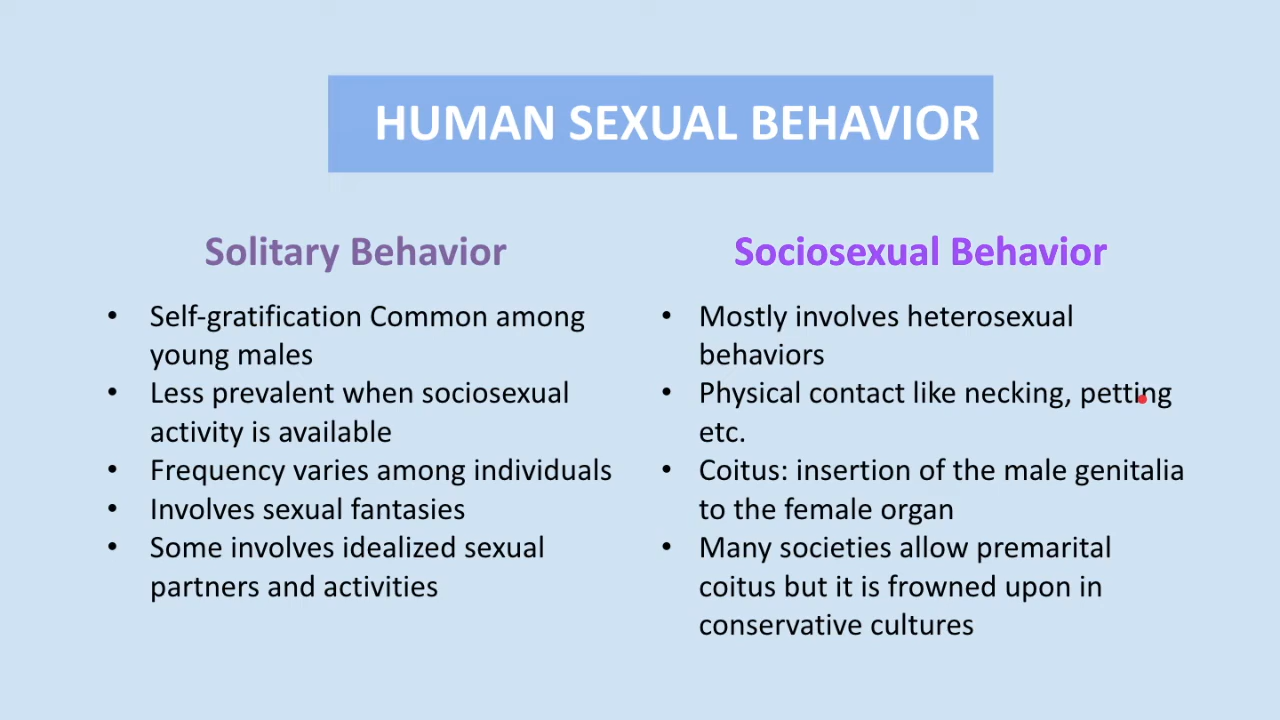 HUMAN SEXUAL BEHAVIOR
Solitary Behavior
• Self-gratification Common among
young males
• Less prevalent when sociosexual
activity is available
• Frequency varies among individuals
• Involves sexual fantasies
• Some involves idealized sexual
partners and activities
Sociosexual Behavior
• Mostly involves heterosexual
behaviors
• Physical contact like necking, petting
etc.
• Coitus: insertion of the male genitalia
to the female organ
• Many societies allow premarital
coitus but it is frowned upon in
conservative cultures